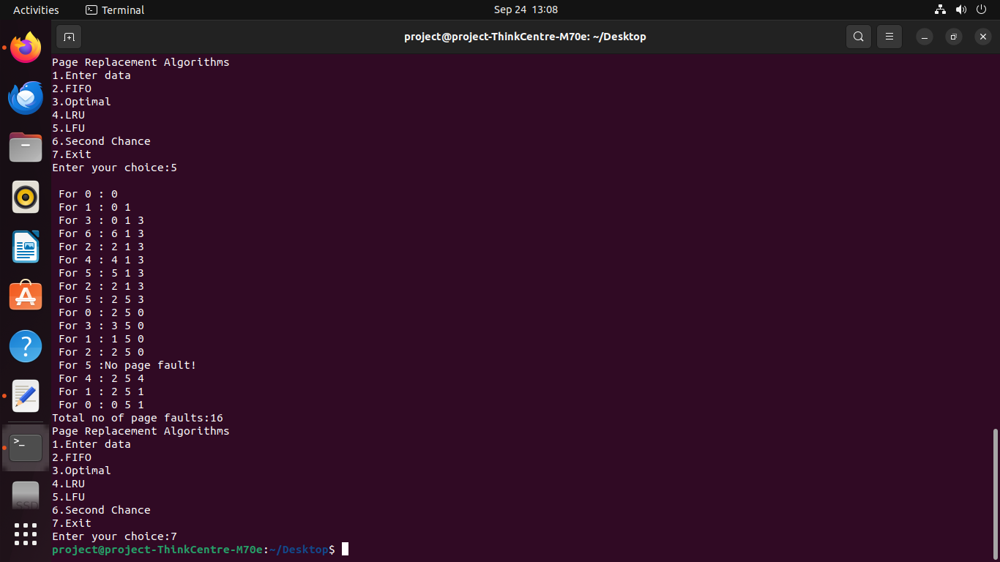 Activities
Terminal
Sep 24 13:08
project@project-ThinkCentre-M70e: ~/Desktop
Page Replacement Algorithms
1.Enter data
2.FIFO
3.Optimal
4.LRU
5.LFU
6.Second Chance
7.Exit
Enter your choice:5
For 0 : 0
For 1 : 0 1
For 3 : 0 1 3
For 6 : 6 1 3
For 2 : 2 1 3
For 4 : 4 1 3
For 5 : 5 1 3
For 2 : 2 1 3
For 5 : 2 5 3
For 0 : 2 5 0
For 3 : 3 5 0
For 1 : 1 5 0
For 2 : 2 5 0
For 5 :No page fault!
For 4 : 2 5 4
For 1 : 2 5 1
For 0 : 0 5 1
Total no of page faults:16
Page Replacement Algorithms
1.Enter data
2.FIFO
3.Optimal
4.LRU
5.LFU
6.Second Chance
7.Exit
Enter your choice:7
project@project-ThinkCentre-M70e:~/Desktop$
SSD